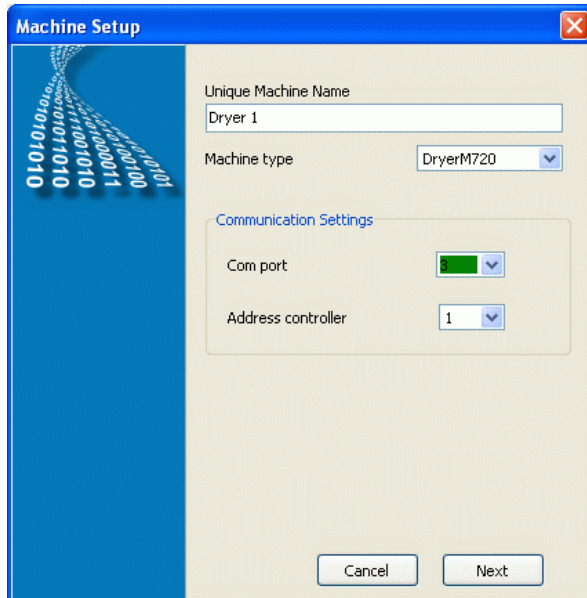 Machine Setup
Unique Machine Name
Dryer 1
Machine type DryerM720
Communication Settings
Com port 3
Address controller 1
Cancel Next